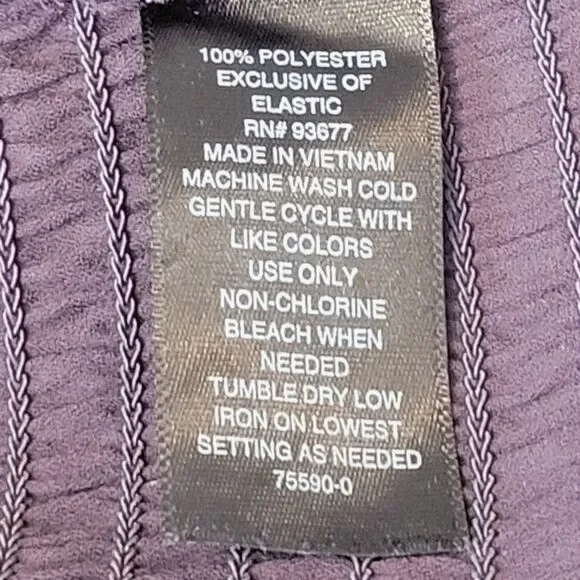 100% POLYESTER
EXCLUSIVE OF
ELASTIC
RN# 93677
MADE IN VIETNAM
MACHINE WASH COLD
GENTLE CYCLE WITH
LIKE COLORS
USE ONLY
NON-CHLORINE
BLEACH WHEN
NEEDED
TUMBLE DRY LOW
IRON ON LOWEST
SETTING AS NEEDED
75590-0